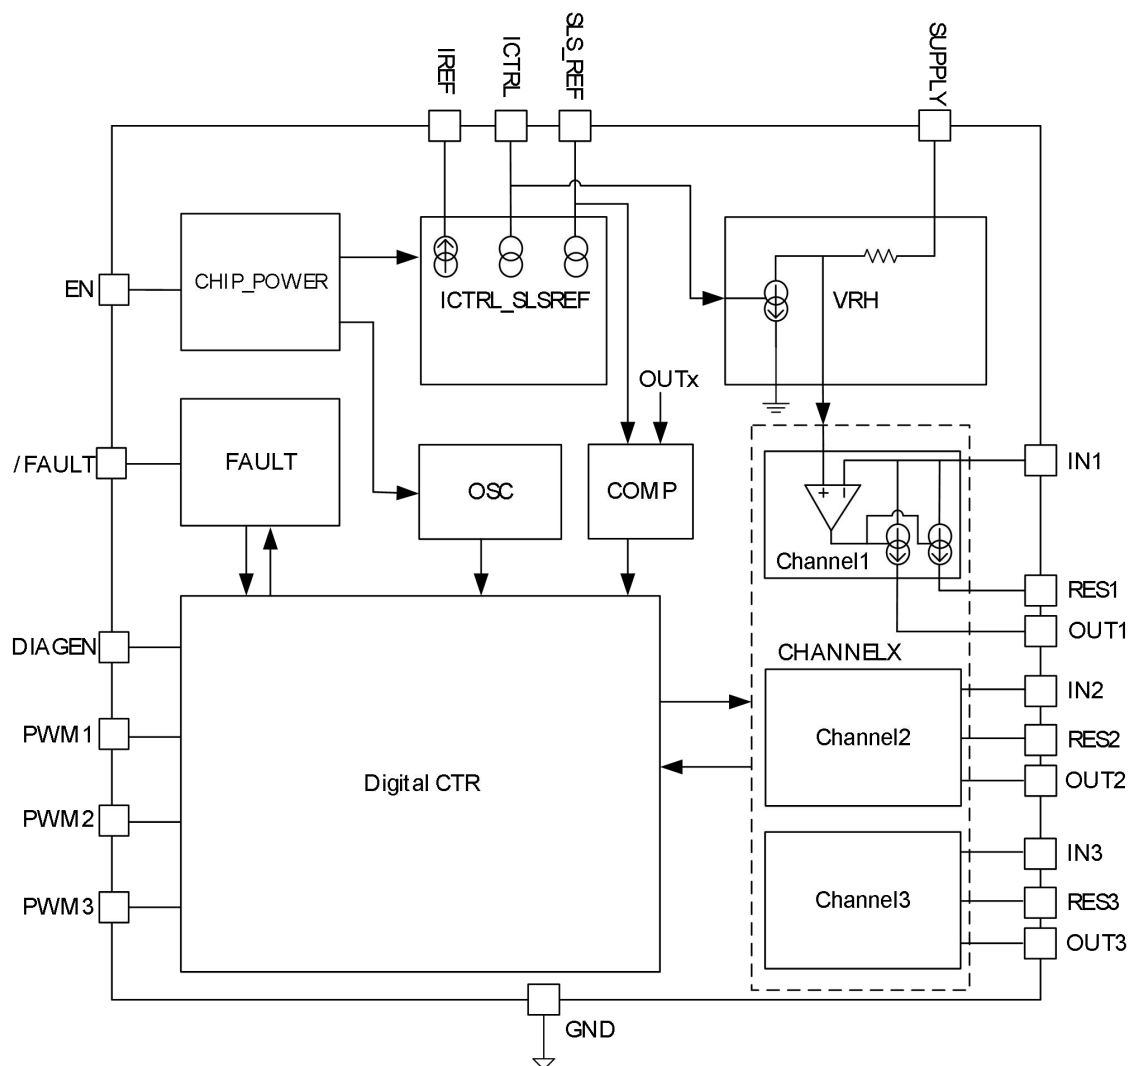 IREF
ICTRL
SLS_REF
SUPPLY
EN
CHIP_POWER
ICTRL_SLSREF
VRH
OUTx
/FAULT
FAULT
OSC
COMP
+
IN1
Channel1
RES1
OUT1
DIAGEN
CHANNELX
IN2
PWM1
Channel2
RES2
Digital CTR
OUT2
PWM2
IN3
PWM3
Channel3
RES3
OUT3
GND